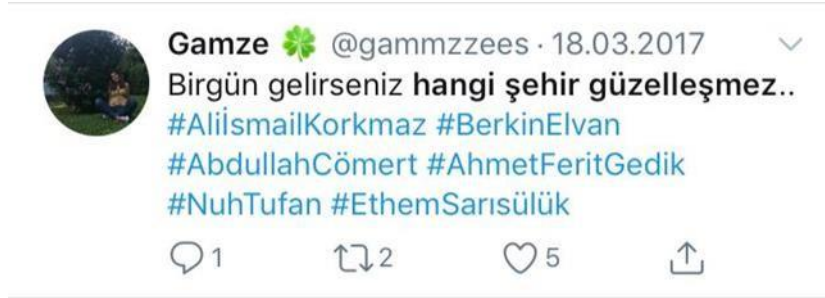 Gamze 🍀 @gammzzees · 18.03.2017
Birgün gelirseniz hangi şehir güzelleşmez..
#AliİsmailKorkmaz #BerkinElvan
#AbdullahCömert #AhmetFeritGedik
#NuhTufan #EthemSarısülük
1 2 5